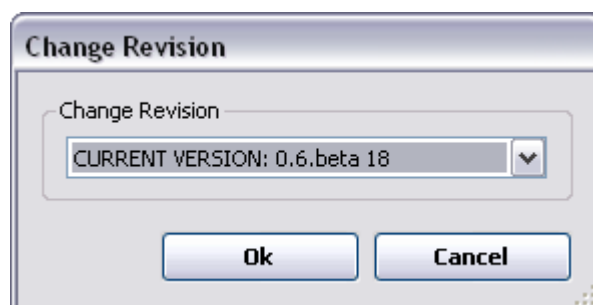 Change Revision
Change Revision
CURRENT VERSION: 0.6.beta 18
Ok
Cancel